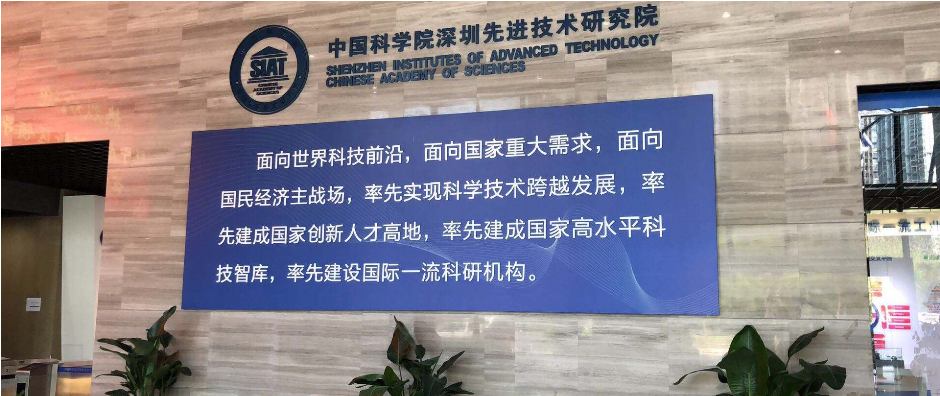 中国科学院深圳先进技术研究院
SHENZHEN INSTITUTES OF ADVANCED TECHNOLOGY
CHINESE ACADEMY OF SCIENCES
SIAT
CHINESE
ACADEMY OF
SCIENCES
面向世界科技前沿，面向国家重大需求，面向
国民经济主战场，率先实现科学技术跨越发展，率
先建成国家创新人才高地，率先建成国家高水平科
技智库，率先建设国际一流科研机构。